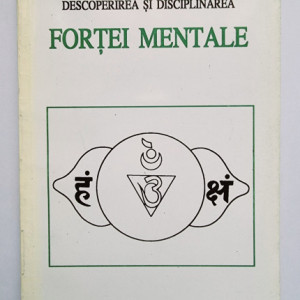 DESCOPERIREA ȘI DISCIPLINAREA
FORȚEI MENTALE
हं ॐ क्षं